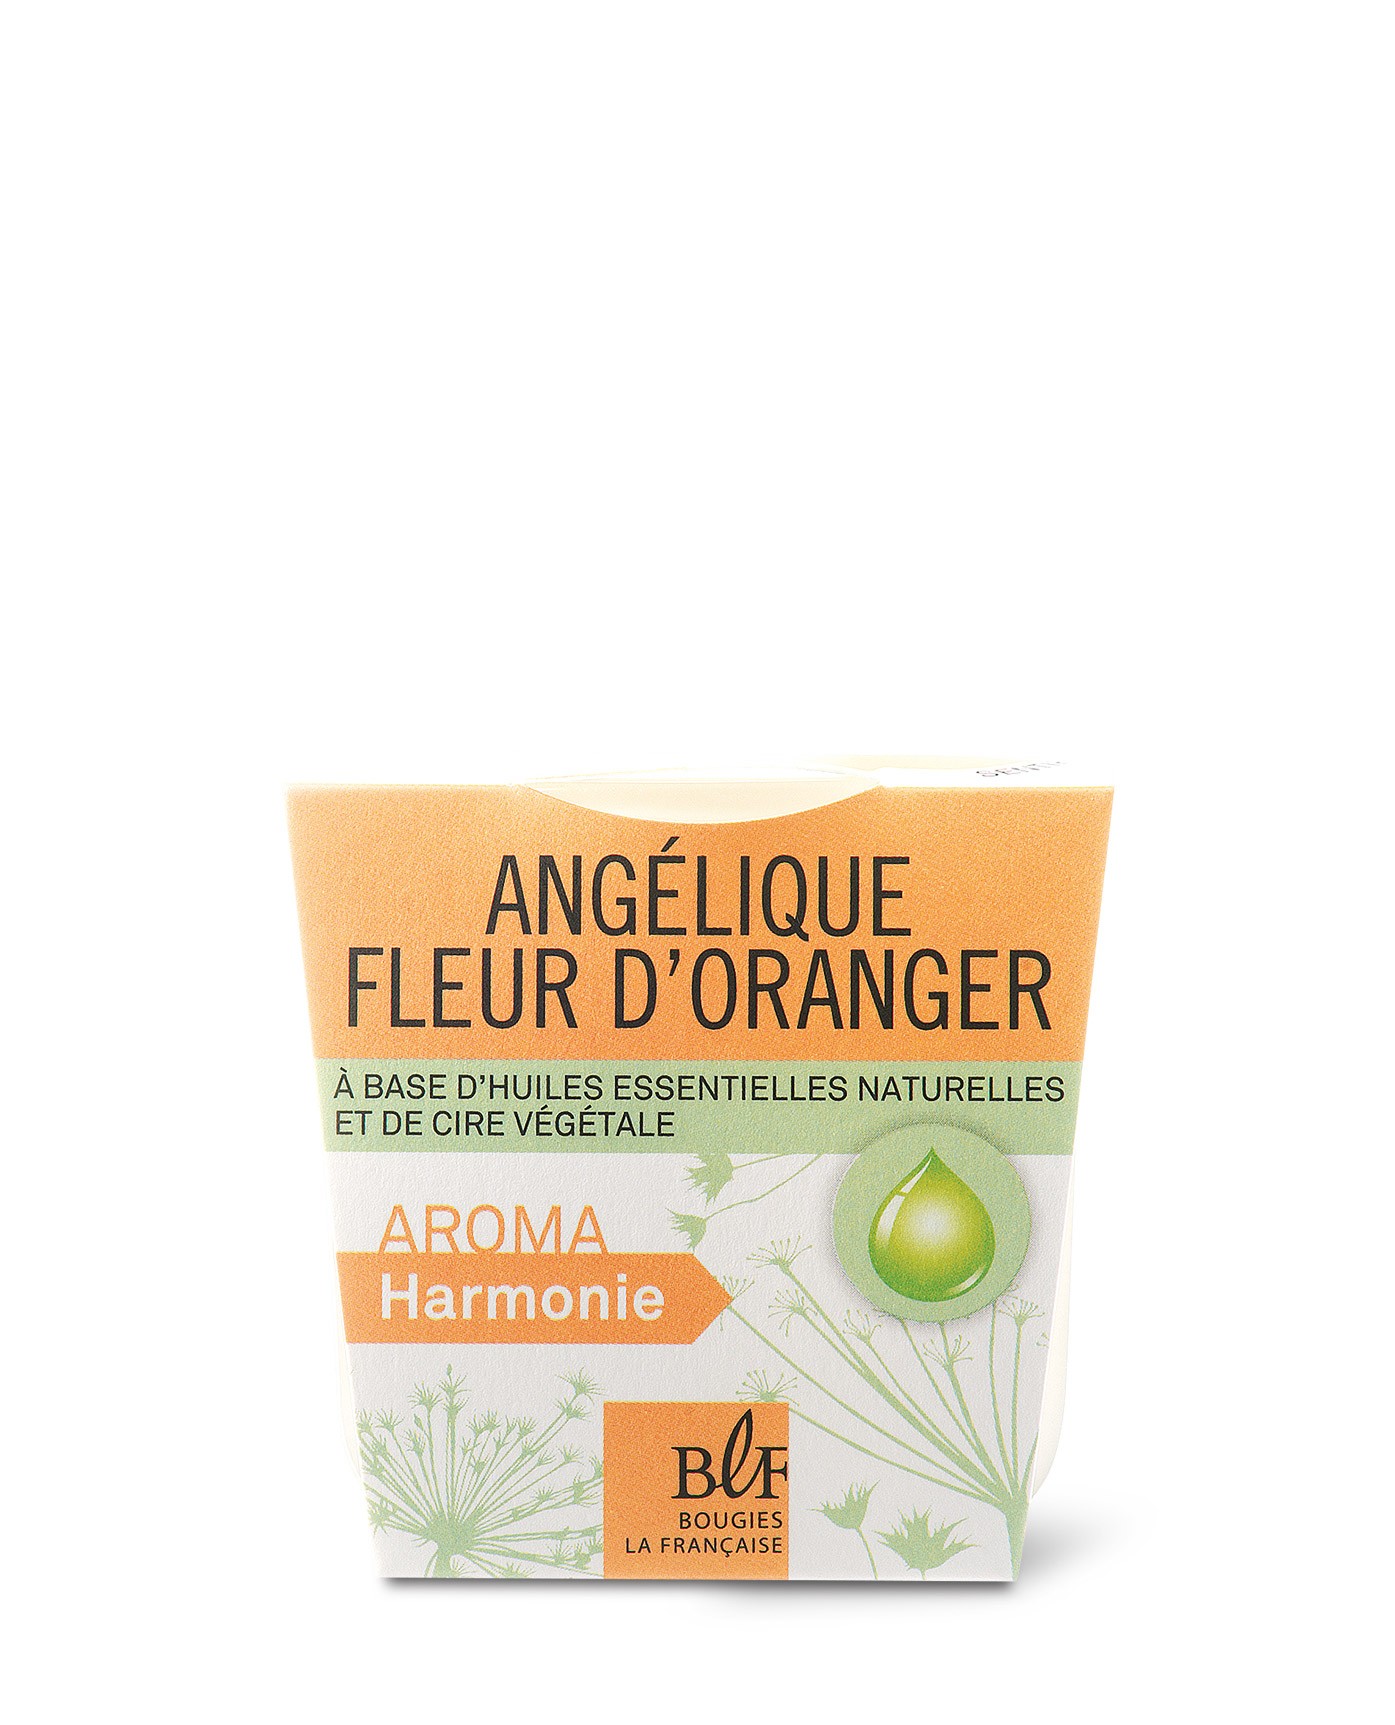 ANGÉLIQUE
FLEUR D'ORANGER
À BASE D'HUILES ESSENTIELLES NATURELLES
ET DE CIRE VÉGÉTALE
AROMA
Harmonie
BlF
BOUGIES
LA FRANÇAISE